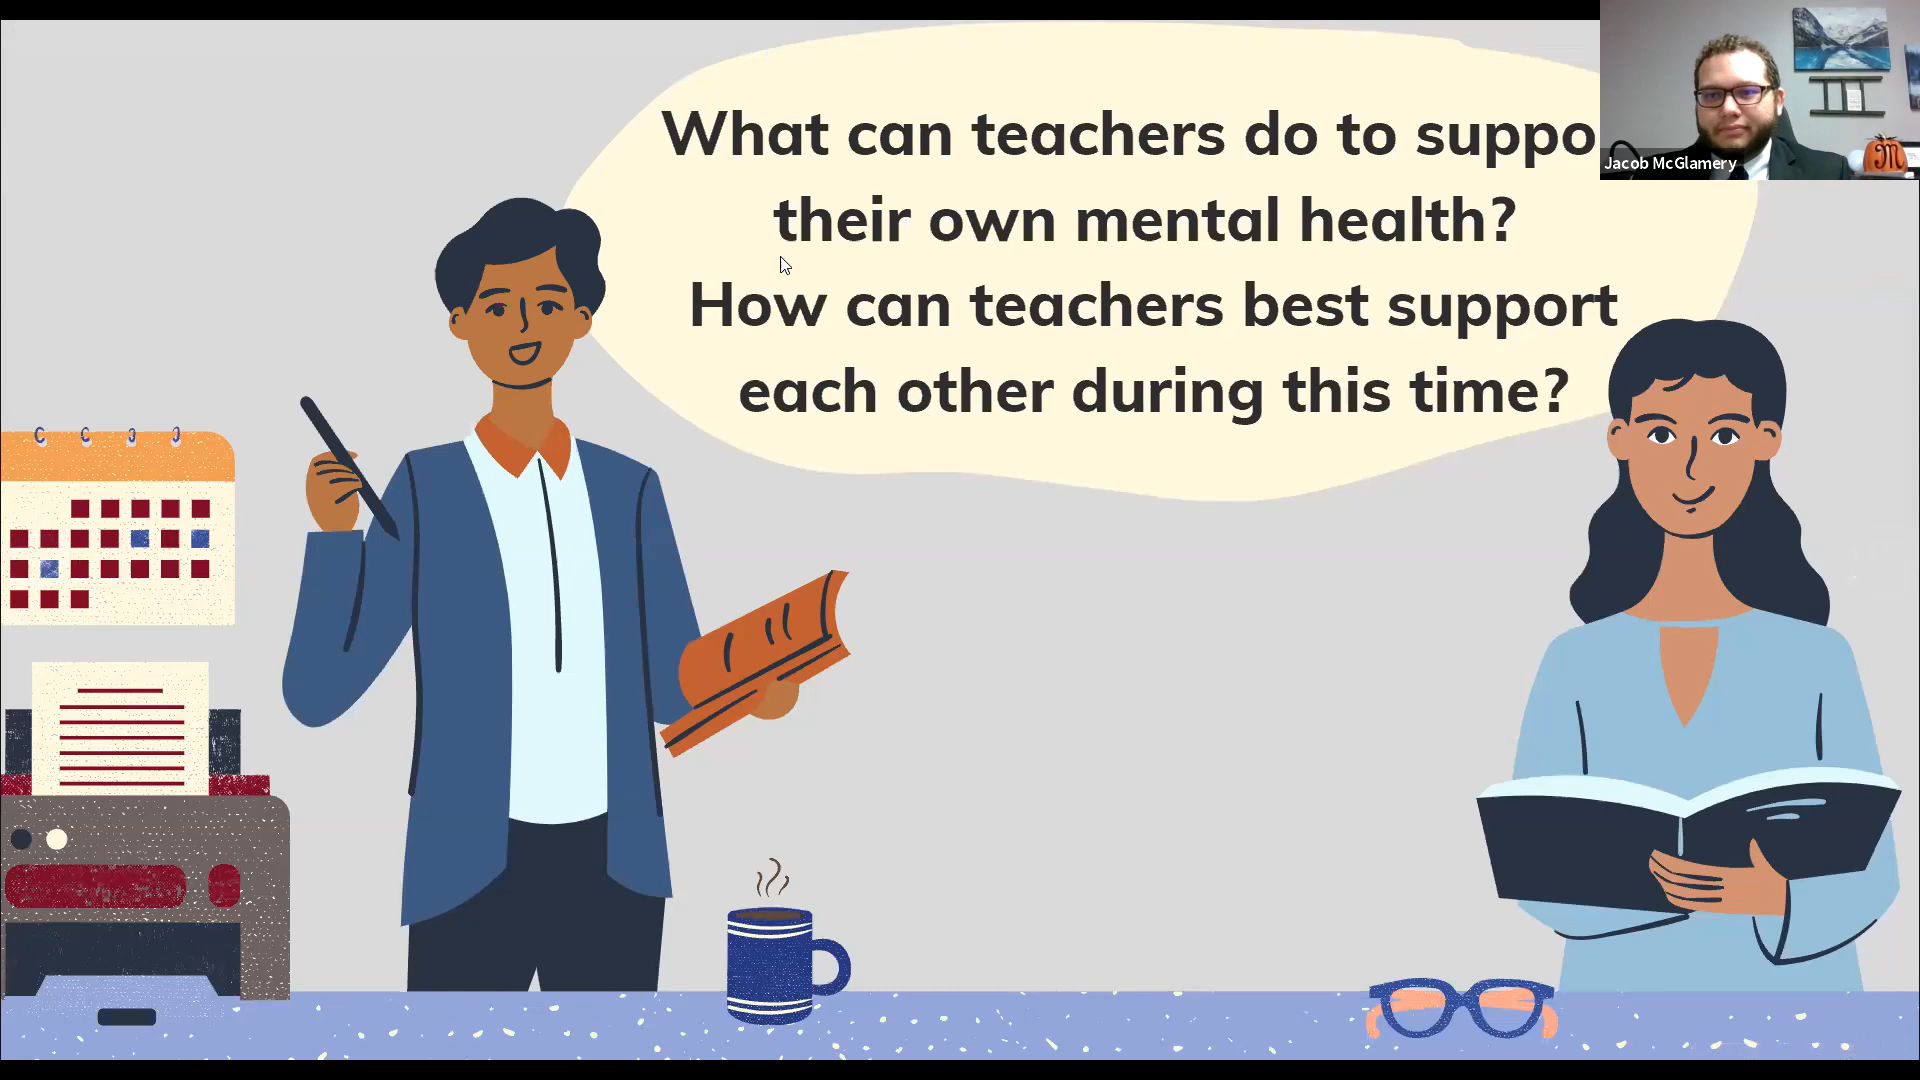 What can teachers do to suppo
their own mental health?
How can teachers best support
each other during this time?
Jacob McGlamery
M